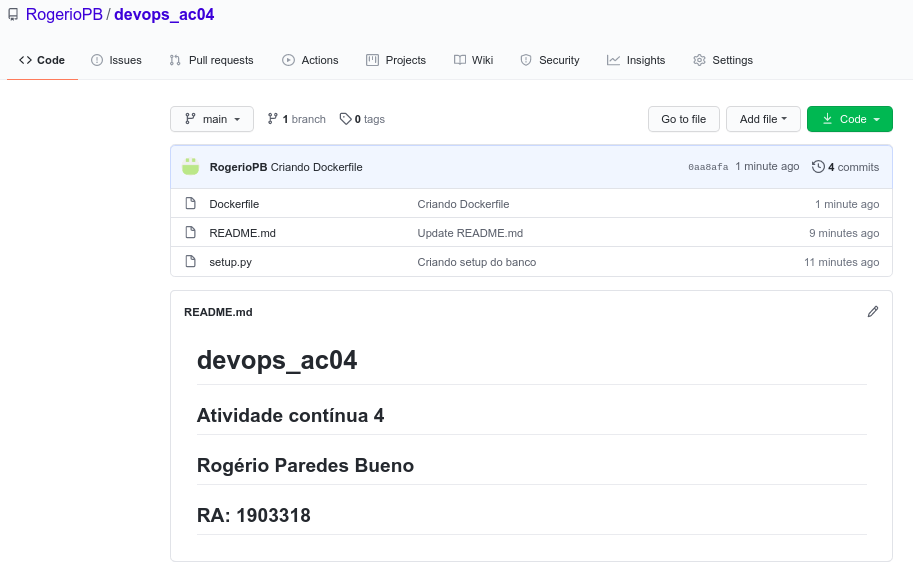 RogerioPB / devops_ac04
Code Issues Pull requests Actions Projects Wiki Security Insights Settings
main 1 branch 0 tags Go to file Add file Code
RogerioPB Criando Dockerfile 0aa8afa 1 minute ago 4 commits
Dockerfile Criando Dockerfile 1 minute ago
README.md Update README.md 9 minutes ago
setup.py Criando setup do banco 11 minutes ago
README.md
devops_ac04
Atividade contínua 4
Rogério Paredes Bueno
RA: 1903318